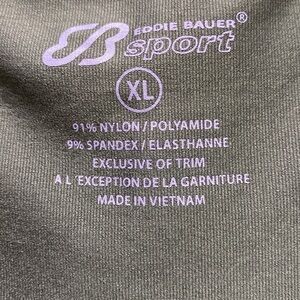 EB EDDIE BAUER®
sport
XL
91% NYLON / POLYAMIDE
9% SPANDEX / ELASTHANNE
EXCLUSIVE OF TRIM
A L 'EXCEPTION DE LA GARNITURE
MADE IN VIETNAM